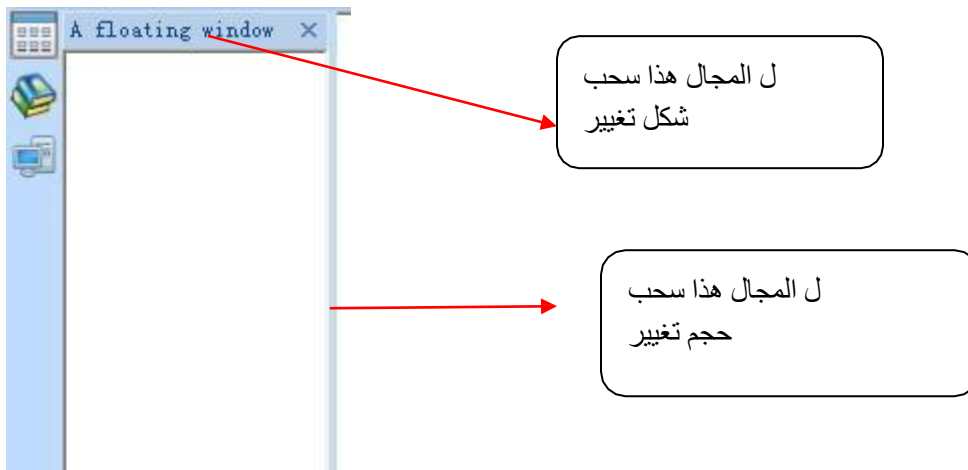 A floating window
ل المجال هذا سحب
شكل تغيير
ل المجال هذا سحب
حجم تغيير